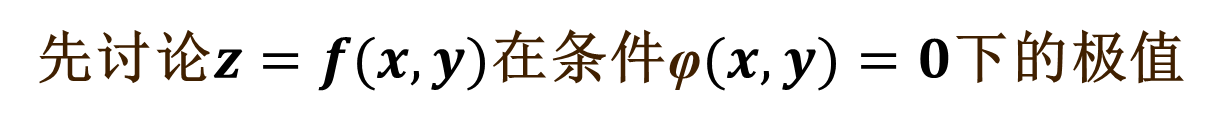 先讨论z = f(x, y)在条件φ(x, y) = 0下的极值